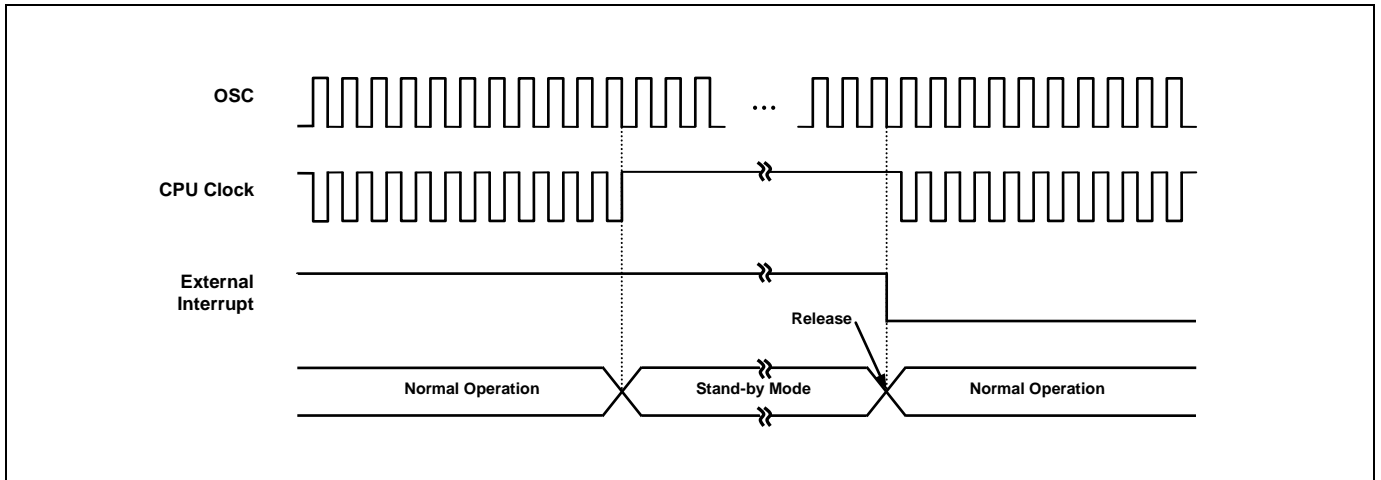 OSC
...
CPU Clock
External
Interrupt
Release
Normal Operation
Stand-by Mode
Normal Operation